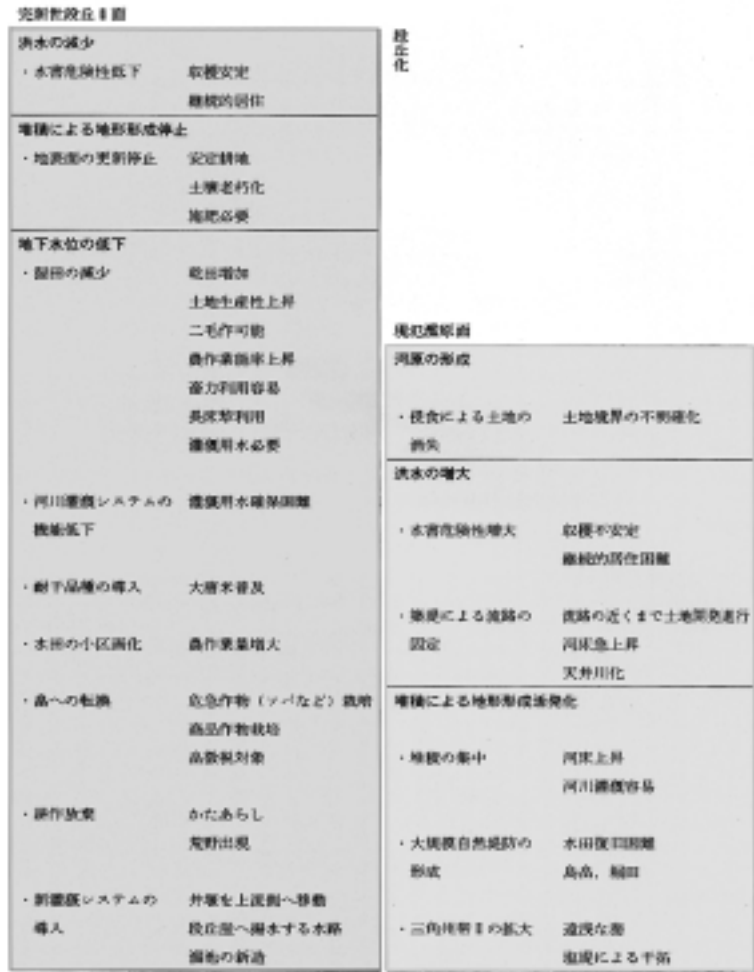 完新世段丘Ⅱ面
洪水の減少
・水害危険性低下　収穫安定
継続的居住
堆積による地形形成停止
・地表面の更新停止　安定耕地
土壌老朽化
施肥必要
地下水位の低下
・湿田の減少　乾田増加
土地生産性上昇
二毛作可能
農作業能率上昇
畜力利用容易
長床犂利用
灌漑用水必要
・河川灌漑システムの　灌漑用水確保困難
機能低下
・耐干品種の導入　大唐米普及
・水田の小区画化　農作業量増大
・畠への転換　危急作物（ソバなど）栽培
商品作物栽培
高徴税対象
・耕作放棄　かたあらし
荒野出現
・新灌漑システムの　井堰を上流側へ移動
導入　段丘崖へ揚水する水路
溜池の新造
段丘化
現氾濫原面
河原の形成
・侵食による土地の　土地境界の不明確化
消失
洪水の増大
・水害危険性増大　収穫不安定
継続的居住困難
・築堤による流路の　流路の近くまで土地開発進行
固定　河床急上昇
天井川化
堆積による地形形成活発化
・堆積の集中　河床上昇
河川灌漑容易
・大規模自然堤防の　水田復旧困難
形成　島畠，掘田
・三角州帯Ⅱの拡大　遠浅な海
塩堤による干拓